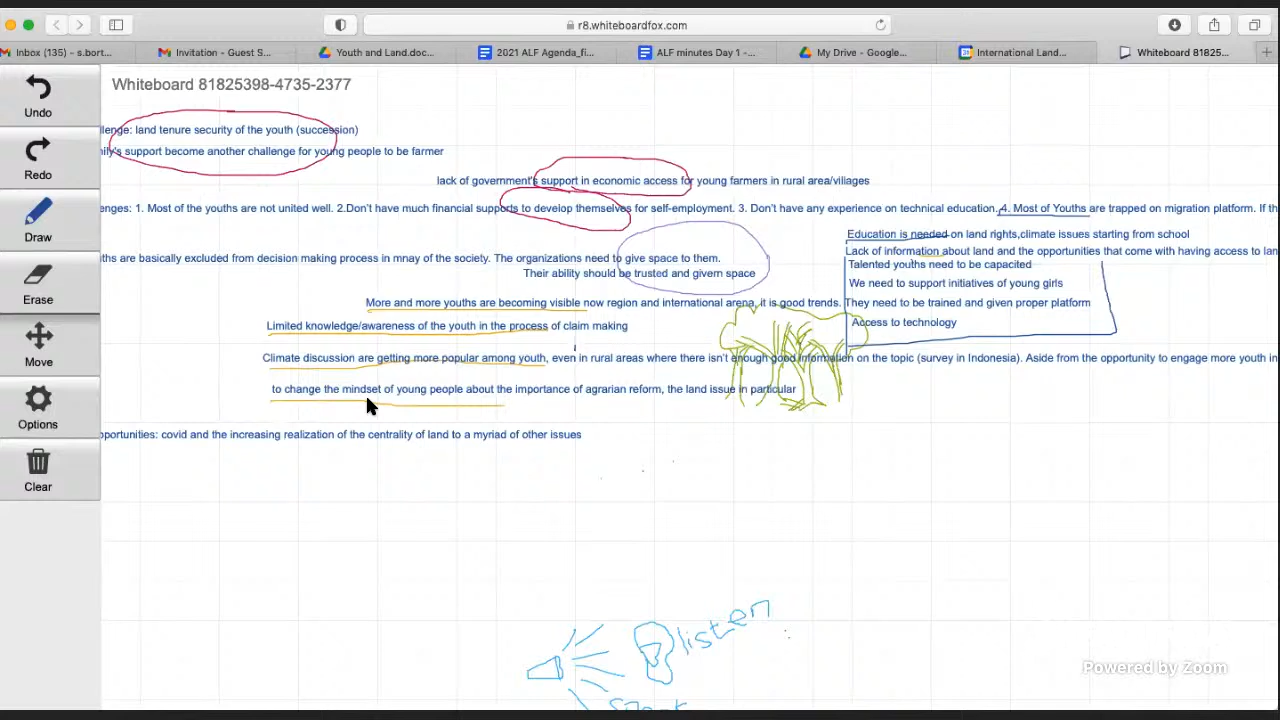 r8.whiteboardfox.com
Inbox (135) - s.bort...
Invitation - Guest S...
Youth and Land.doc...
2021 ALF Agenda_fi...
ALF minutes Day 1 -...
My Drive - Google...
International Land...
Whiteboard 81825...
Undo
Redo
Draw
Erase
Move
Options
Clear
Whiteboard 81825398-4735-2377
llenge: land tenure security of the youth (succession)
ily's support become another challenge for young people to be farmer
lack of government's support in economic access for young farmers in rural area/villages
enges: 1. Most of the youths are not united well. 2.Don't have much financial supports to develop themselves for self-employment. 3. Don't have any experience on technical education. 4. Most of Youths are trapped on migration platform. If th
Education is needed on land rights,climate issues starting from school
Lack of information about land and the opportunities that come with having access to lan
ths are basically excluded from decision making process in mnay of the society. The organizations need to give space to them.
Talented youths need to be capacited
Their ability should be trusted and givem space
We need to support initiatives of young girls
More and more youths are becoming visible now region and international arena, it is good trends.
They need to be trained and given proper platform
Limited knowledge/awareness of the youth in the process of claim making
Access to technology
Climate discussion are getting more popular among youth, even in rural areas where there isn't enough good information on the topic (survey in Indonesia). Aside from the opportunity to engage more youth in
to change the mindset of young people about the importance of agrarian reform, the land issue in particular
pportunities: covid and the increasing realization of the centrality of land to a myriad of other issues
listen
Powered by Zoom